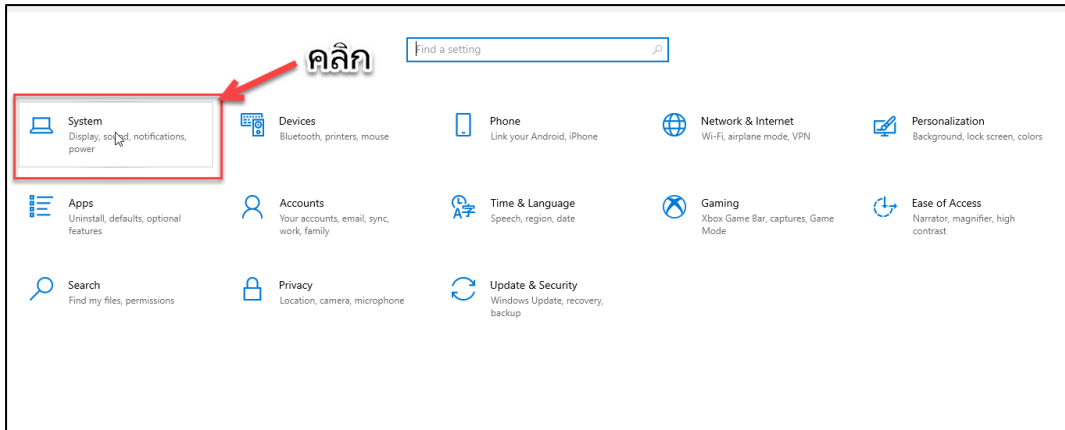 คลิก
Find a setting
System
Display, sound, notifications,
power
Devices
Bluetooth, printers, mouse
Phone
Link your Android, iPhone
Network & Internet
Wi-Fi, airplane mode, VPN
Personalization
Background, lock screen, colors
Apps
Uninstall, defaults, optional
features
Accounts
Your accounts, email, sync,
work, family
Time & Language
Speech, region, date
Gaming
Xbox Game Bar, captures, Game
Mode
Ease of Access
Narrator, magnifier, high
contrast
Search
Find my files, permissions
Privacy
Location, camera, microphone
Update & Security
Windows Update, recovery,
backup